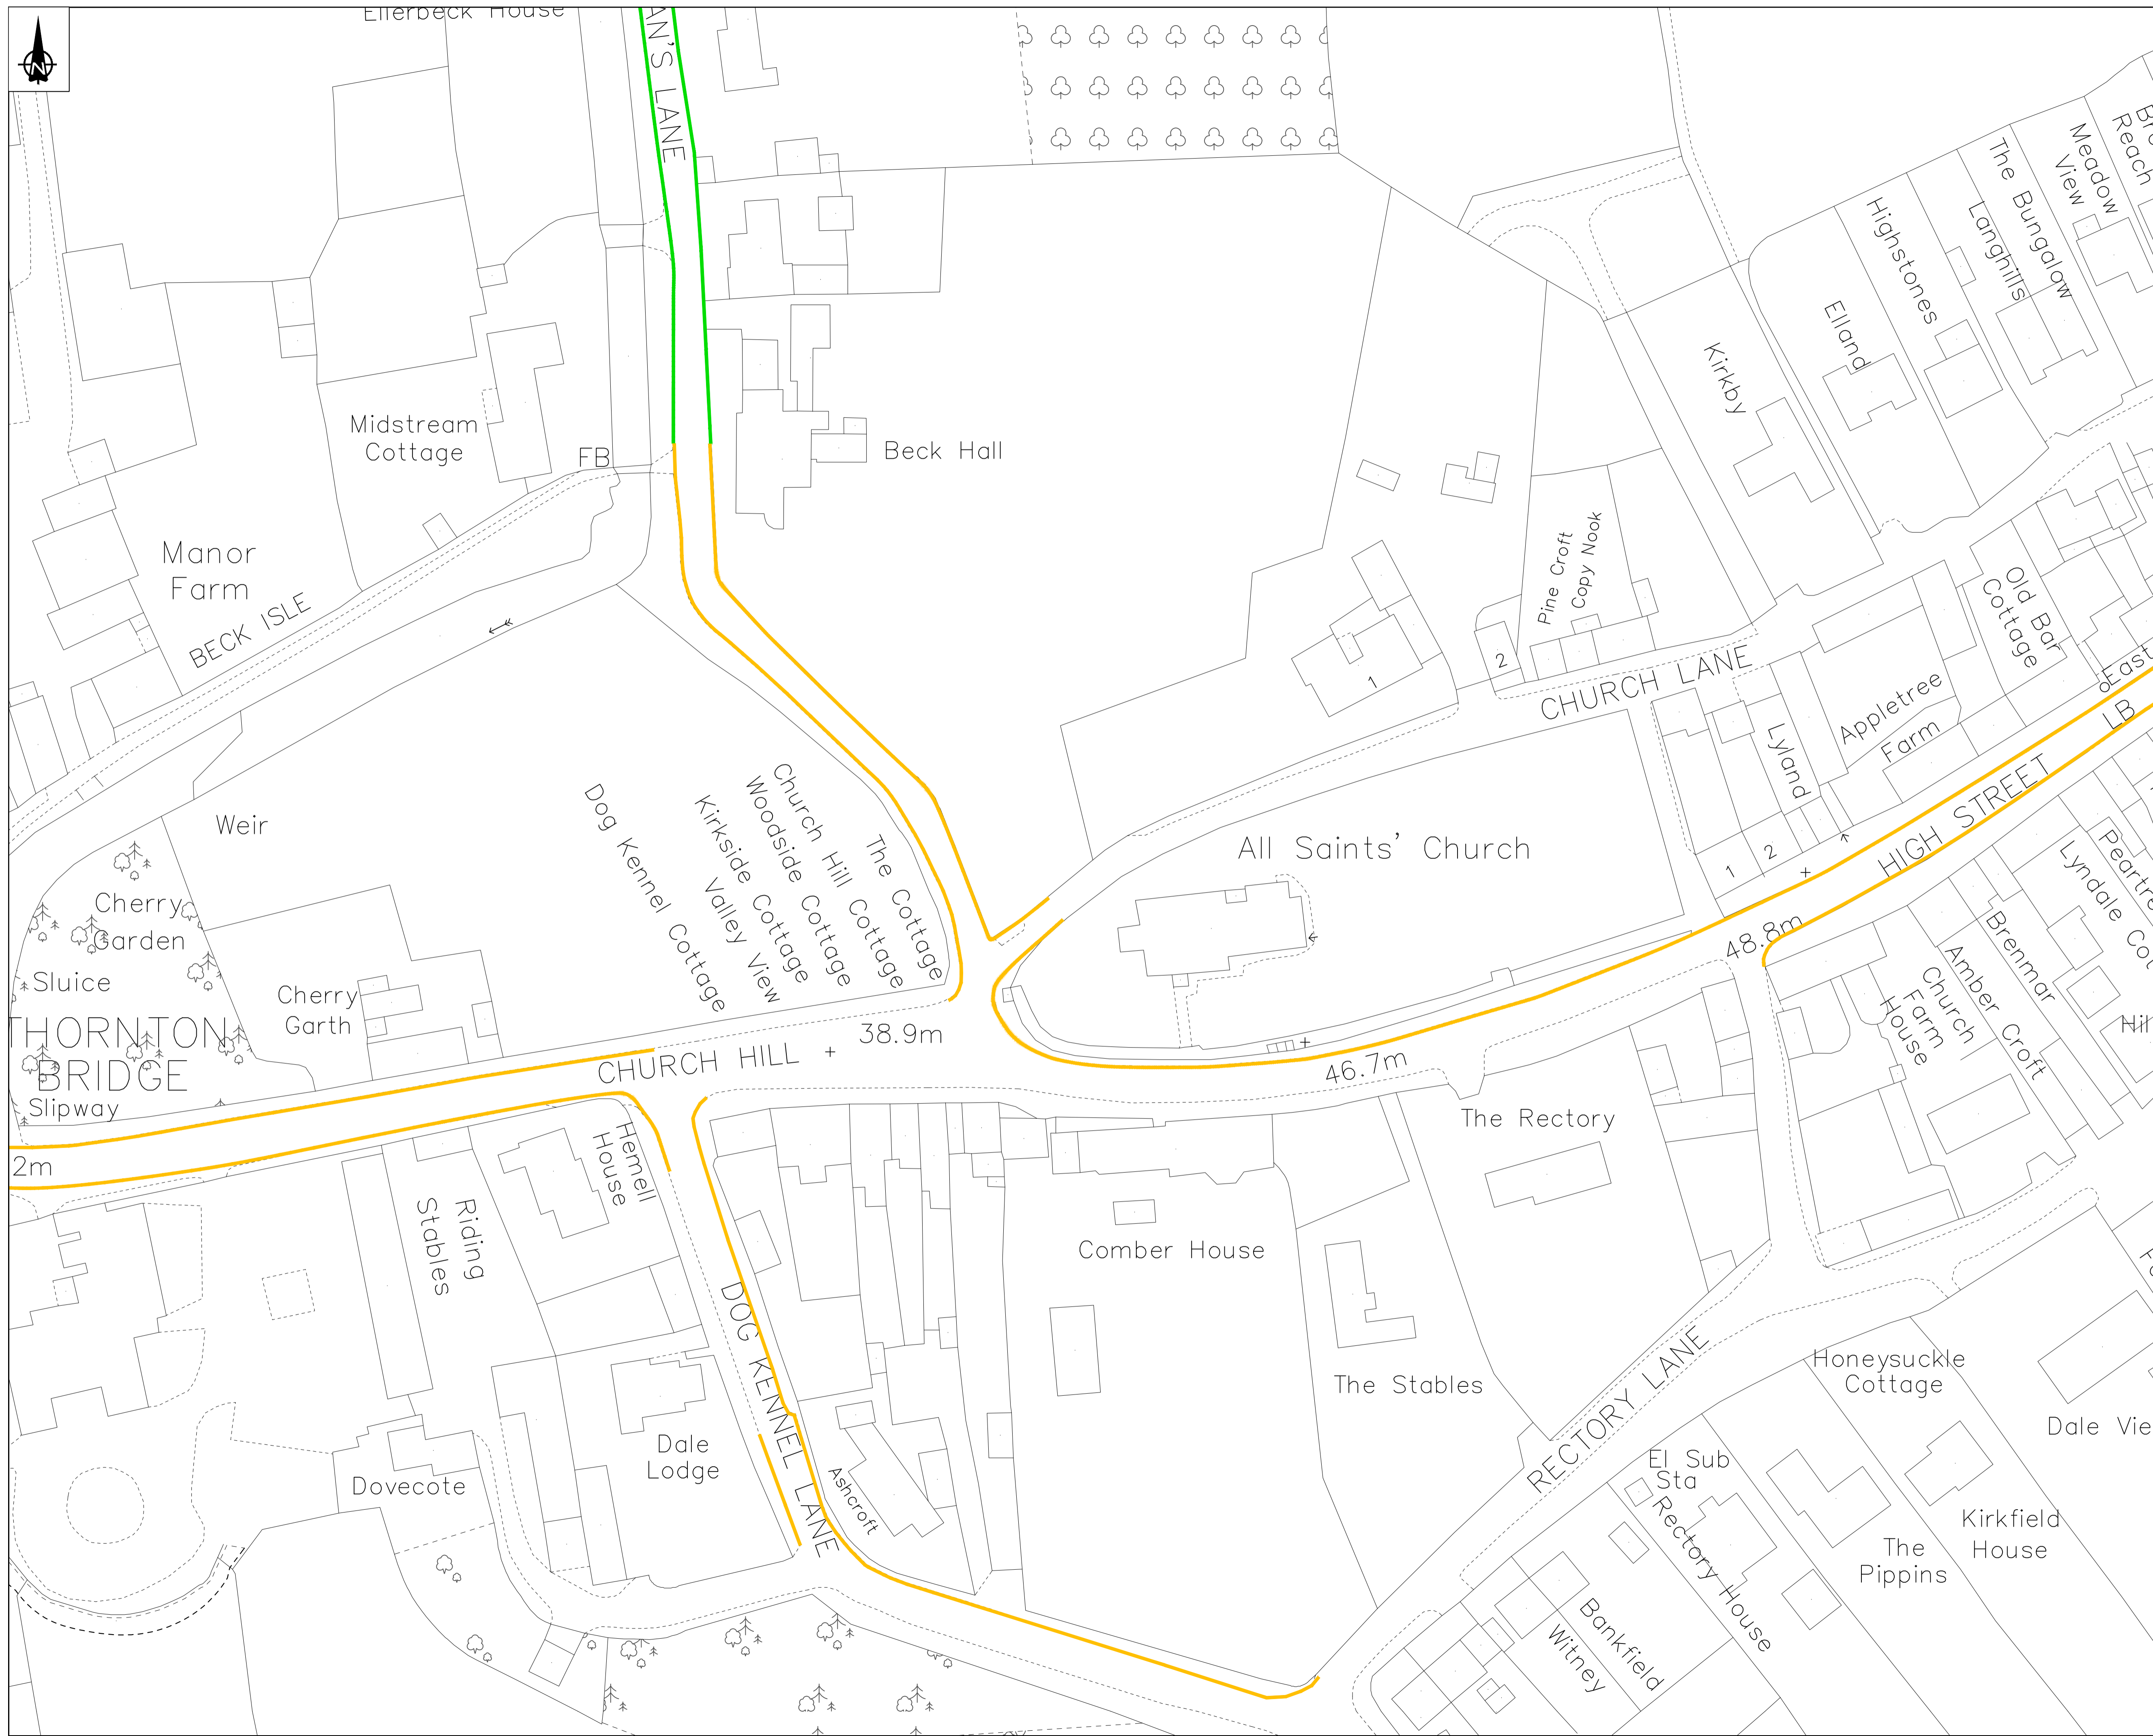 N
Ellerbeck House
AN'S LANE
Midstream
Cottage
FB
Beck Hall
Manor
Farm
BECK ISLE
Weir
Cherry
Garden
Sluice
THORNTON
BRIDGE
Slipway
2m
Cherry
Garth
Dog Kennel Cottage
Valley View
Kirkside Cottage
Woodside Cottage
Church Hill Cottage
The Cottage
CHURCH HILL
38.9m
All Saints' Church
46.7m
48.8m
HIGH STREET
LB
CHURCH LANE
1
2
Pine Croft
Copy Nook
Kirkby
Elland
Highstones
Langhills
The Bungalow
Meadow
View
Reach
Old Bar
Cottage
East
Appletree
Farm
Lyland
1
2
Peartre
Lyndale Cou
Brenmar
Amber Croft
Church
Farm
House
Hil
The Rectory
Comber House
The Stables
Hemell
House
Riding
Stables
DOG KENNEL LANE
Dale
Lodge
Dovecote
Ashcroft
RECTORY LANE
Honeysuckle
Cottage
Dale Vie
El Sub
Sta
Rectory House
Kirkfield
House
The
Pippins
Bankfield
Witney